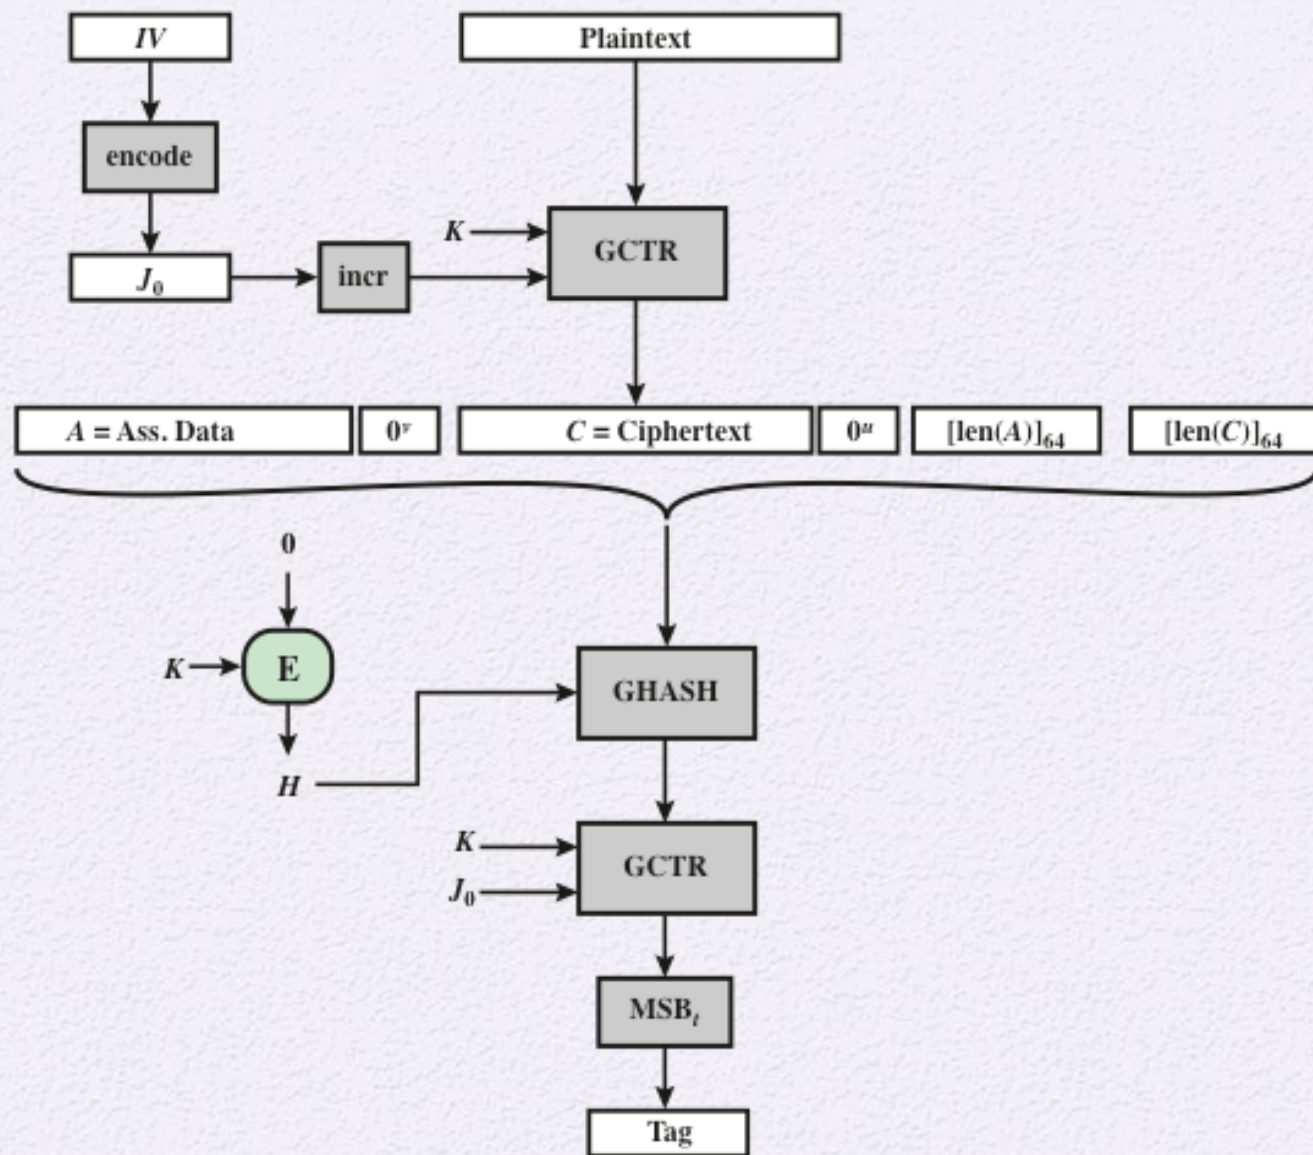 IV
Plaintext
encode
K
GCTR
J₀
incr
A = Ass. Data
0ᵛ
C = Ciphertext
0ᵘ
[len(A)]₆₄
[len(C)]₆₄
0
K
E
GHASH
H
K
GCTR
J₀
MSBₜ
Tag